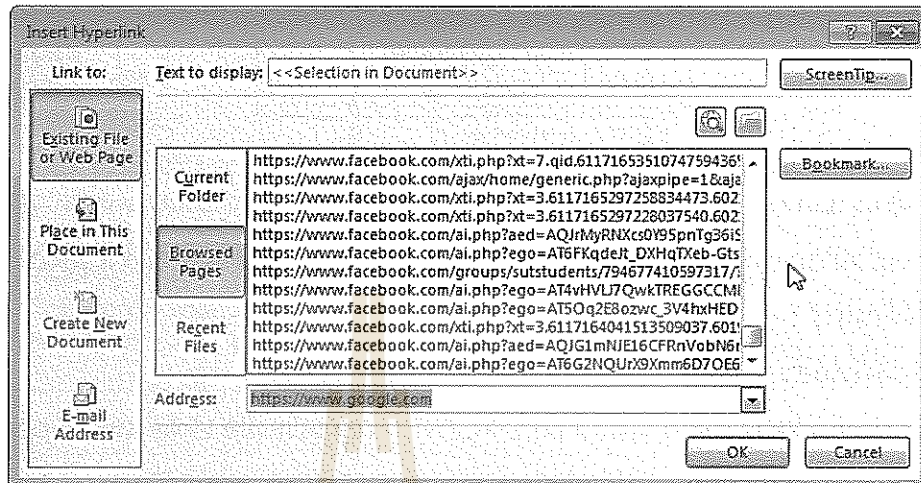 Insert Hyperlink
Link to:
Text to display: <<Selection in Document>>
ScreenTip...
Existing File
or Web Page
Place in This
Document
Create New
Document
E-mail
Address
Current
Folder
Browsed
Pages
Recent
Files
https://www.facebook.com/xti.php?xt=7.qid.6117165351074759436
https://www.facebook.com/ajax/home/generic.php?ajaxpipe=1&aja
https://www.facebook.com/xti.php?xt=3.6117165297258834473.602
https://www.facebook.com/xti.php?xt=3.6117165297228037540.602
https://www.facebook.com/ai.php?aed=AQJrMyRNXcs0Y95pnTg36iS
https://www.facebook.com/ai.php?ego=AT6FKqdeJt_DXHqTXeb-Gts
https://www.facebook.com/groups/sutstudents/794677410597317/
https://www.facebook.com/ai.php?ego=AT4vHVLJ7QwkTREGGCCMI
https://www.facebook.com/ai.php?ego=AT5Oq2E8ozwc_3V4hxHED
https://www.facebook.com/xti.php?xt=3.6117164041513509037.601
https://www.facebook.com/ai.php?aed=AQJG1mNJE16CFRnVobN6r
https://www.facebook.com/ai.php?ego=AT6G2NQUrX9Xmm6D7OE6
Bookmark...
Address: https://www.google.com
OK
Cancel